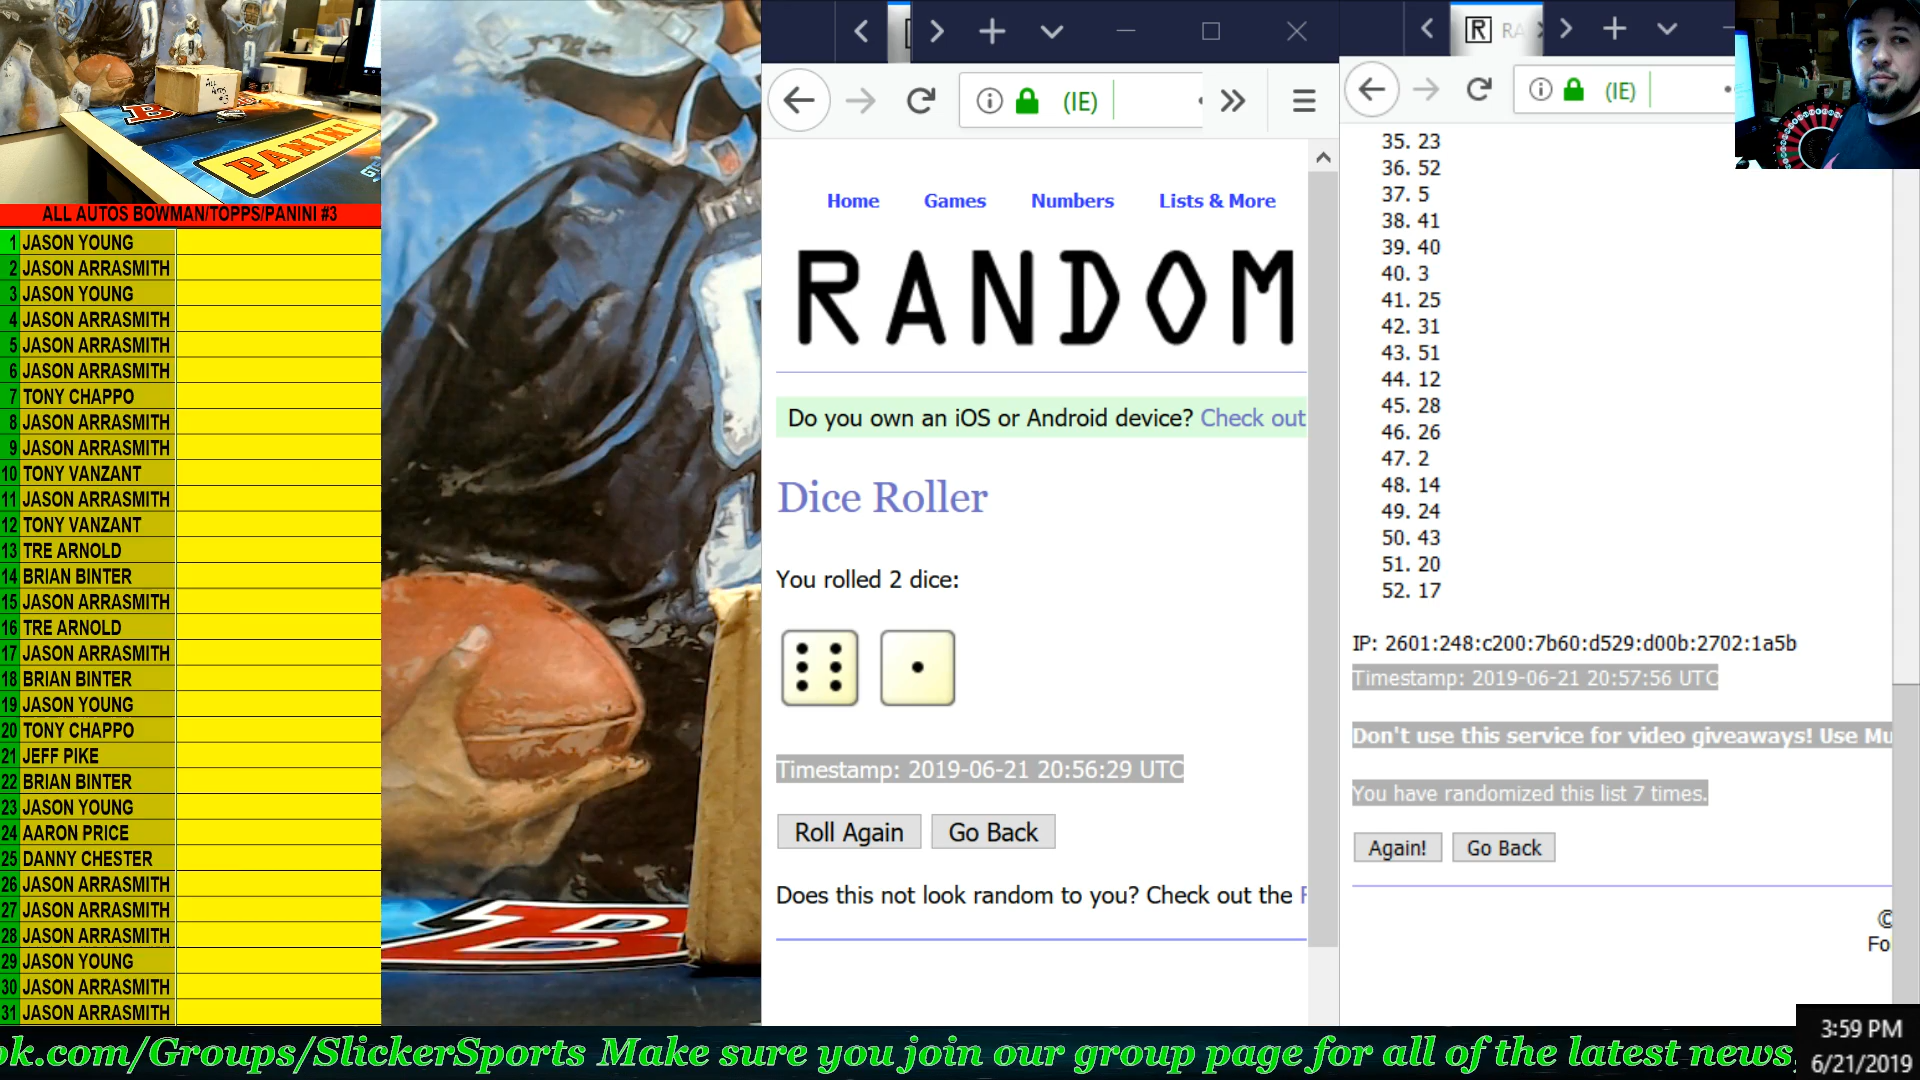 ALL AUTOS BOWMAN/TOPPS/PANINI #3
1 JASON YOUNG
2 JASON ARRASMITH
3 JASON YOUNG
4 JASON ARRASMITH
5 JASON ARRASMITH
6 JASON ARRASMITH
7 TONY CHAPPO
8 JASON ARRASMITH
9 JASON ARRASMITH
10 TONY VANZANT
11 JASON ARRASMITH
12 TONY VANZANT
13 TRE ARNOLD
14 BRIAN BINTER
15 JASON ARRASMITH
16 TRE ARNOLD
17 JASON ARRASMITH
18 BRIAN BINTER
19 JASON YOUNG
20 TONY CHAPPO
21 JEFF PIKE
22 BRIAN BINTER
23 JASON YOUNG
24 AARON PRICE
25 DANNY CHESTER
26 JASON ARRASMITH
27 JASON ARRASMITH
28 JASON ARRASMITH
29 JASON YOUNG
30 JASON ARRASMITH
31 JASON ARRASMITH
PANINI
B
B
(IE)
Home Games Numbers Lists & More
RANDOM
Do you own an iOS or Android device? Check out
Dice Roller
You rolled 2 dice:
Timestamp: 2019-06-21 20:56:29 UTC
Roll Again Go Back
Does this not look random to you? Check out the
R RA
(IE)
35. 23
36. 52
37. 5
38. 41
39. 40
40. 3
41. 25
42. 31
43. 51
44. 12
45. 28
46. 26
47. 2
48. 14
49. 24
50. 43
51. 20
52. 17
IP: 2601:248:c200:7b60:d529:d00b:2702:1a5b
Timestamp: 2019-06-21 20:57:56 UTC
Don't use this service for video giveaways! Use Mu
You have randomized this list 7 times.
Again! Go Back
©
Fo
ok.com/Groups/SlickerSports Make sure you join our group page for all of the latest news
3:59 PM
6/21/2019